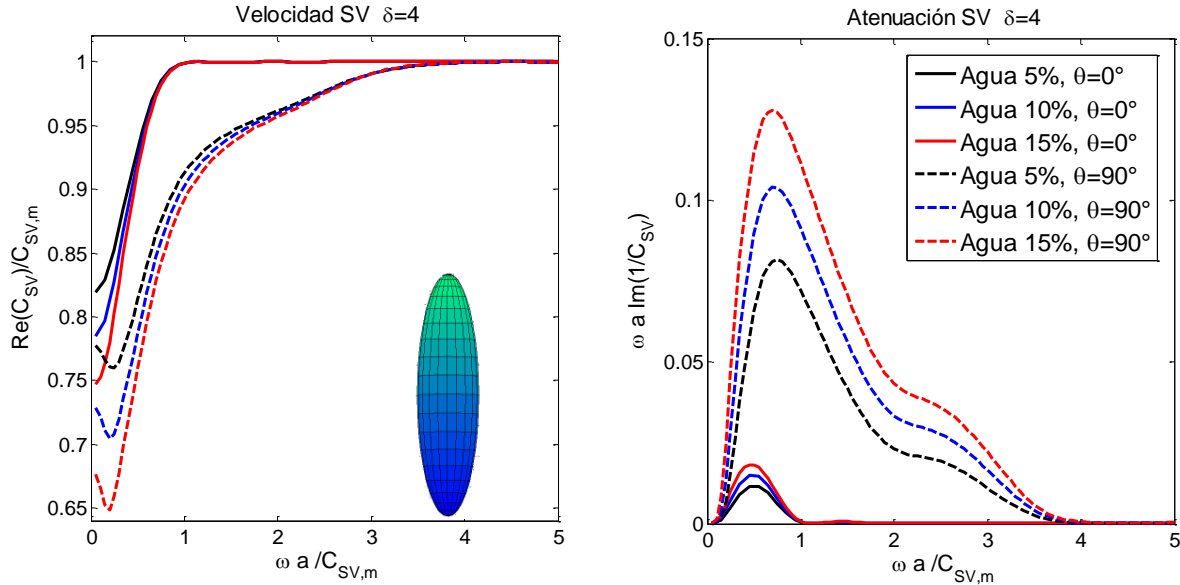 Velocidad SV δ=4
Re(C_SV)/C_SV,m
1
0.95
0.9
0.85
0.8
0.75
0.7
0.65
0 1 2 3 4 5
ω a /C_SV,m
Atenuación SV δ=4
ω a Im(1/C_SV)
0.15
0.1
0.05
0
0 1 2 3 4 5
ω a /C_SV,m
Agua 5%, θ=0°
Agua 10%, θ=0°
Agua 15%, θ=0°
Agua 5%, θ=90°
Agua 10%, θ=90°
Agua 15%, θ=90°